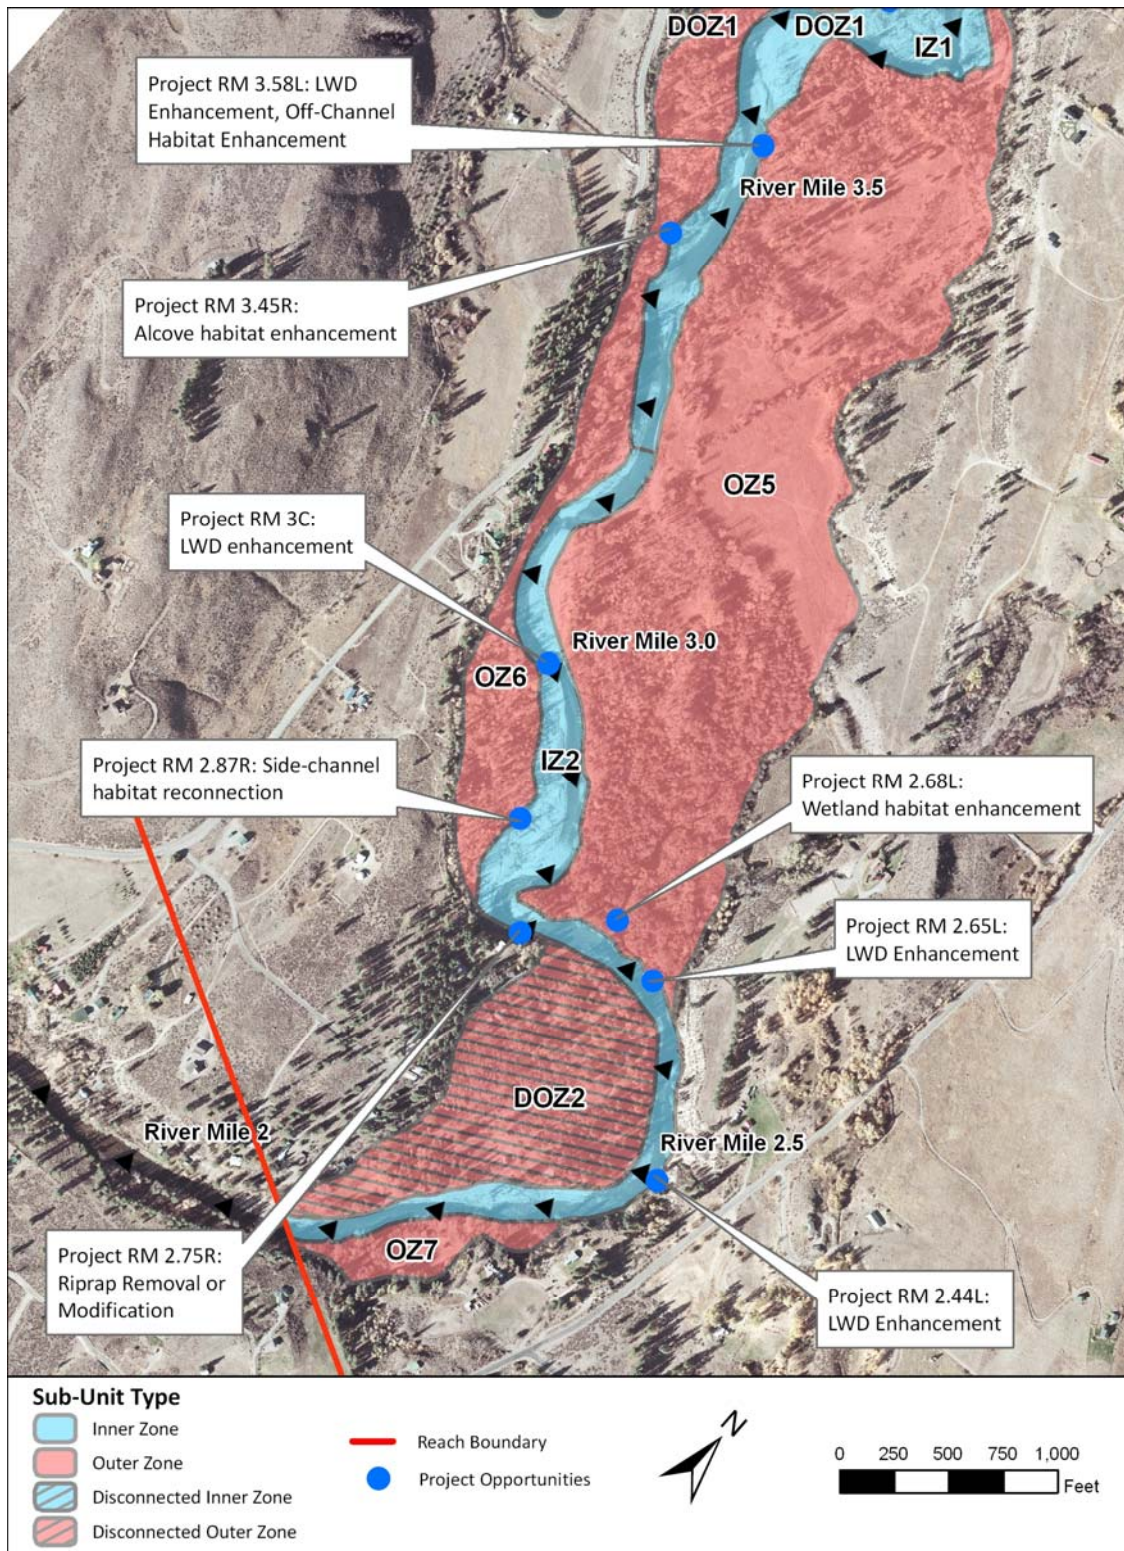 DOZ1
DOZ1
IZ1
Project RM 3.58L: LWD
Enhancement, Off-Channel
Habitat Enhancement
River Mile 3.5
Project RM 3.45R:
Alcove habitat enhancement
OZ5
Project RM 3C:
LWD enhancement
River Mile 3.0
OZ6
IZ2
Project RM 2.87R: Side-channel
habitat reconnection
Project RM 2.68L:
Wetland habitat enhancement
Project RM 2.65L:
LWD Enhancement
DOZ2
River Mile 2
River Mile 2.5
Project RM 2.75R:
Riprap Removal or
Modification
OZ7
Project RM 2.44L:
LWD Enhancement
Sub-Unit Type
Inner Zone
Outer Zone
Disconnected Inner Zone
Disconnected Outer Zone
Reach Boundary
Project Opportunities
N
0 250 500 750 1,000
Feet